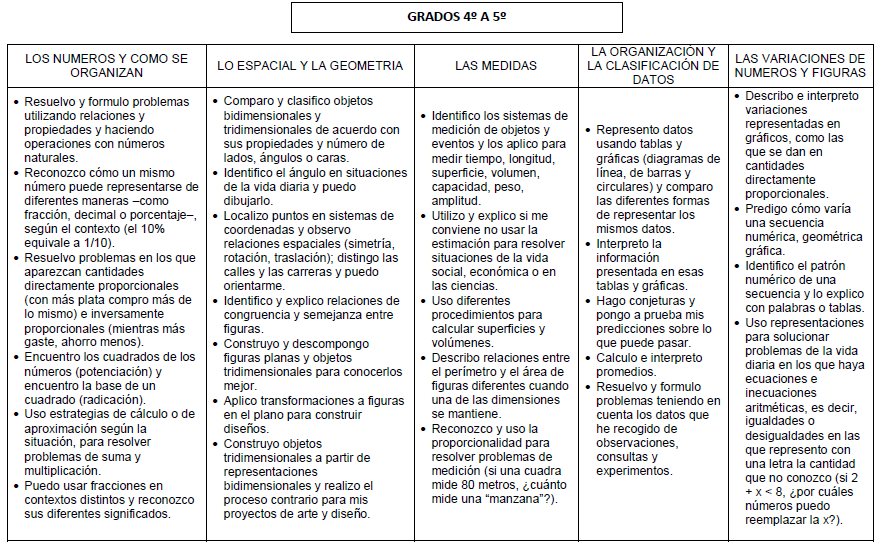 GRADOS 4º A 5º
LOS NUMEROS Y COMO SE
ORGANIZAN
• Resuelvo y formulo problemas
utilizando relaciones y
propiedades y haciendo
operaciones con números
naturales.
• Reconozco cómo un mismo
número puede representarse de
diferentes maneras –como
fracción, decimal o porcentaje–,
según el contexto (el 10%
equivale a 1/10).
• Resuelvo problemas en los que
aparezcan cantidades
directamente proporcionales
(con más plata compro más de
lo mismo) e inversamente
proporcionales (mientras más
gaste, ahorro menos).
• Encuentro los cuadrados de los
números (potenciación) y
encuentro la base de un
cuadrado (radicación).
• Uso estrategias de cálculo o de
aproximación según la
situación, para resolver
problemas de suma y
multiplicación.
• Puedo usar fracciones en
contextos distintos y reconozco
sus diferentes significados.
LO ESPACIAL Y LA GEOMETRIA
• Comparo y clasifico objetos
bidimensionales y
tridimensionales de acuerdo con
sus propiedades y número de
lados, ángulos o caras.
• Identifico el ángulo en situaciones
de la vida diaria y puedo
dibujarlo.
• Localizo puntos en sistemas de
coordenadas y observo
relaciones espaciales (simetría,
rotación, traslación); distingo las
calles y las carreras y puedo
orientarme.
• Identifico y explico relaciones de
congruencia y semejanza entre
figuras.
• Construyo y descompongo
figuras planas y objetos
tridimensionales para conocerlos
mejor.
• Aplico transformaciones a figuras
en el plano para construir
diseños.
• Construyo objetos
tridimensionales a partir de
representaciones
bidimensionales y realizo el
proceso contrario para mis
proyectos de arte y diseño.
LAS MEDIDAS
• Identifico los sistemas de
medición de objetos y
eventos y los aplico para
medir tiempo, longitud,
superficie, volumen,
capacidad, peso,
amplitud.
• Utilizo y explico si me
conviene no usar la
estimación para resolver
situaciones de la vida
social, económica o en
las ciencias.
• Uso diferentes
procedimientos para
calcular superficies y
volúmenes.
• Describo relaciones entre
el perímetro y el área de
figuras diferentes cuando
una de las dimensiones
se mantiene.
• Reconozco y uso la
proporcionalidad para
resolver problemas de
medición (si una cuadra
mide 80 metros, ¿cuánto
mide una “manzana”?).
LA ORGANIZACIÓN Y
LA CLASIFICACIÓN DE
DATOS
• Represento datos
usando tablas y
gráficas (diagramas de
línea, de barras y
circulares) y comparo
las diferentes formas
de representar los
mismos datos.
• Interpreto la
información
presentada en esas
tablas y gráficas.
• Hago conjeturas y
pongo a prueba mis
predicciones sobre lo
que puede pasar.
• Calculo e interpreto
promedios.
• Resuelvo y formulo
problemas teniendo en
cuenta los datos que
he recogido de
observaciones,
consultas y
experimentos.
LAS VARIACIONES DE
NUMEROS Y FIGURAS
• Describo e interpreto
variaciones
representadas en
gráficos, como las
que se dan en
cantidades
directamente
proporcionales.
• Predigo cómo varía
una secuencia
numérica, geométrica
gráfica.
• Identifico el patrón
numérico de una
secuencia y lo explico
con palabras o tablas.
• Uso representaciones
para solucionar
problemas de la vida
diaria en los que haya
ecuaciones e
inecuaciones
aritméticas, es decir,
igualdades o
desigualdades en las
que represento con
una letra la cantidad
que no conozco (si 2
+ x < 8, ¿por cuáles
números puedo
reemplazar la x?).